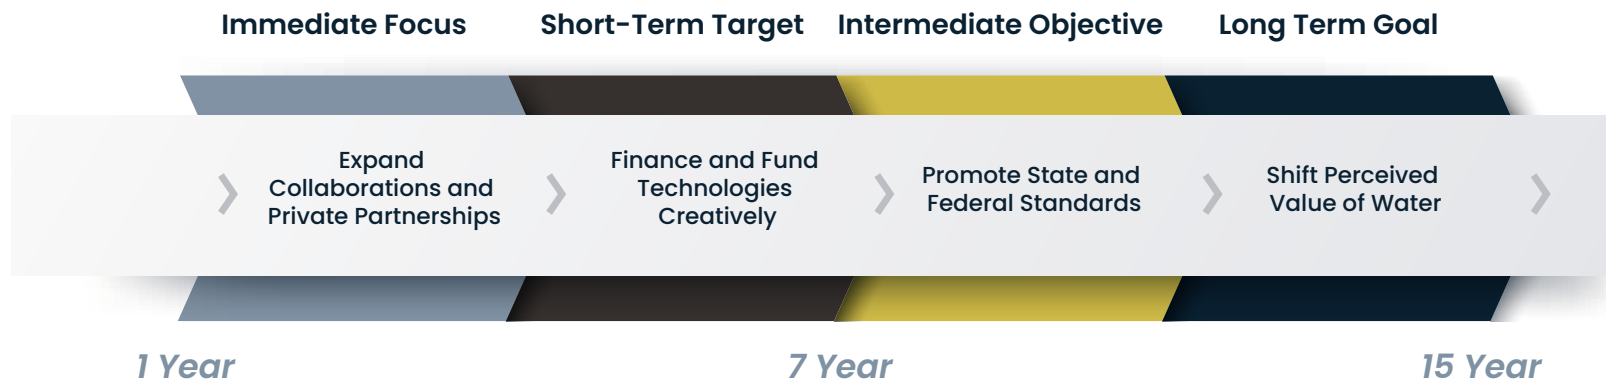 Immediate Focus
Short-Term Target
Intermediate Objective
Long Term Goal
Expand
Collaborations and
Private Partnerships
Finance and Fund
Technologies
Creatively
Promote State and
Federal Standards
Shift Perceived
Value of Water
1 Year
7 Year
15 Year